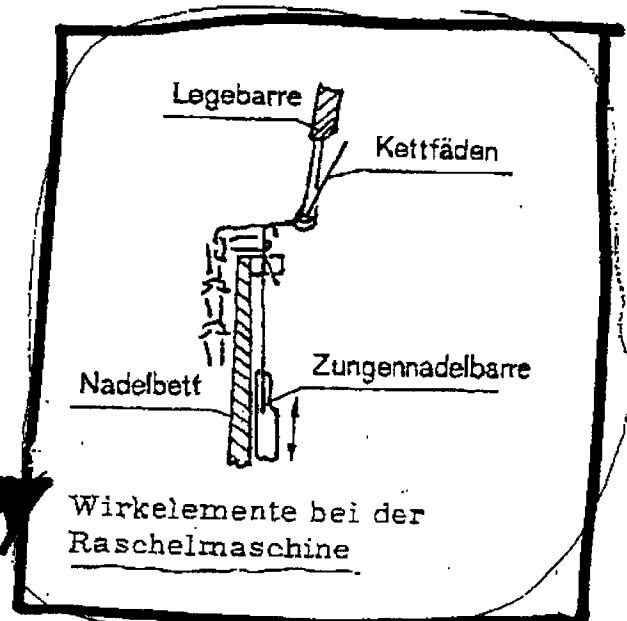 Legebarre
Kettfäden
Nadelbett
Zungennadelbarre
Wirkelemente bei der
Raschelmaschine